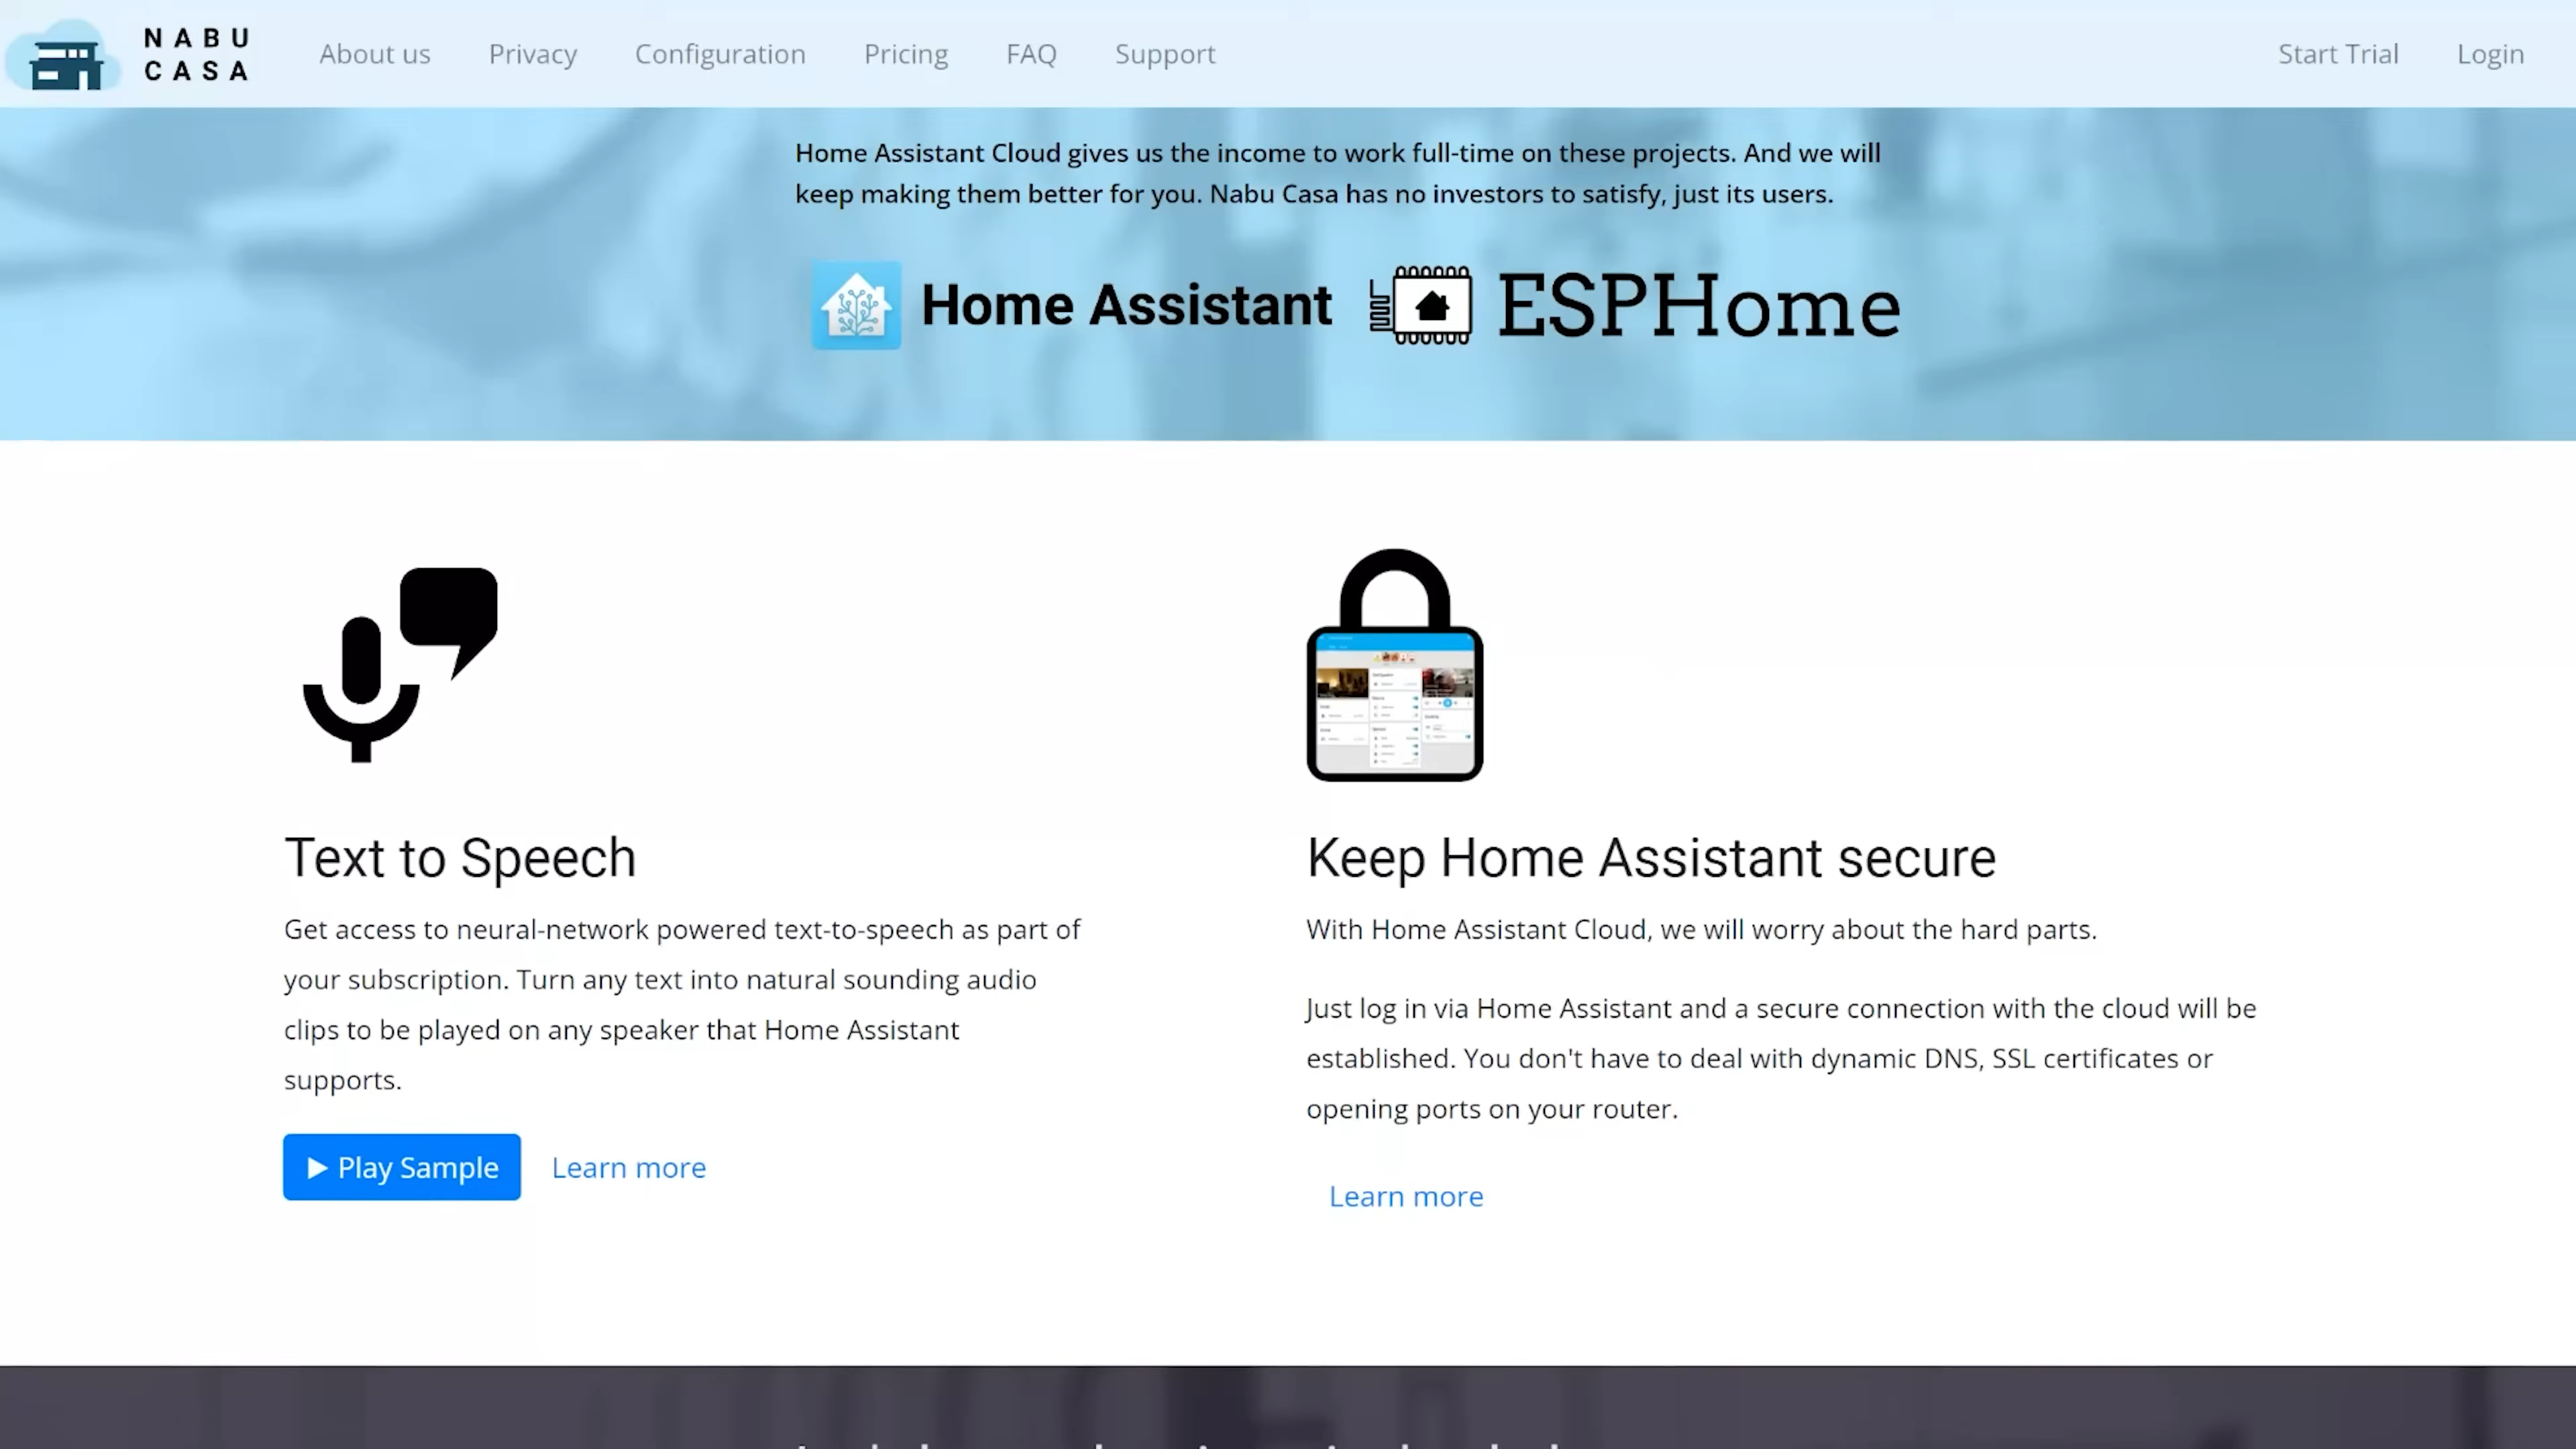 NABU
CASA
About us
Privacy
Configuration
Pricing
FAQ
Support
Start Trial
Login
Home Assistant Cloud gives us the income to work full-time on these projects. And we will
keep making them better for you. Nabu Casa has no investors to satisfy, just its users.
Home Assistant
ESPHome
Text to Speech
Get access to neural-network powered text-to-speech as part of
your subscription. Turn any text into natural sounding audio
clips to be played on any speaker that Home Assistant
supports.
Play Sample
Learn more
Keep Home Assistant secure
With Home Assistant Cloud, we will worry about the hard parts.
Just log in via Home Assistant and a secure connection with the cloud will be
established. You don't have to deal with dynamic DNS, SSL certificates or
opening ports on your router.
Learn more